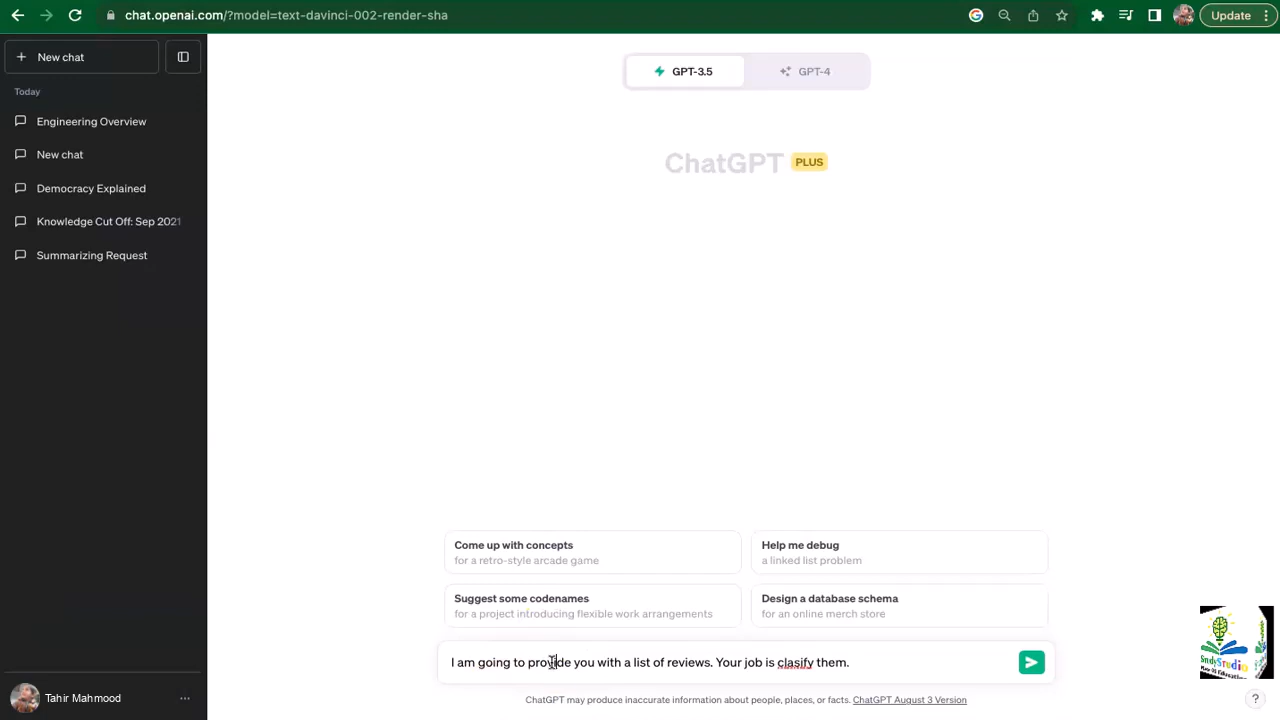 chat.openai.com/?model=text-davinci-002-render-sha
Update
New chat
Today
Engineering Overview
New chat
Democracy Explained
Knowledge Cut Off: Sep 2021
Summarizing Request
GPT-3.5
GPT-4
ChatGPT PLUS
Come up with concepts
for a retro-style arcade game
Help me debug
a linked list problem
Suggest some codenames
for a project introducing flexible work arrangements
Design a database schema
for an online merch store
I am going to provide you with a list of reviews. Your job is clasify them.
ChatGPT may produce inaccurate information about people, places, or facts. ChatGPT August 3 Version
Tahir Mahmood
?